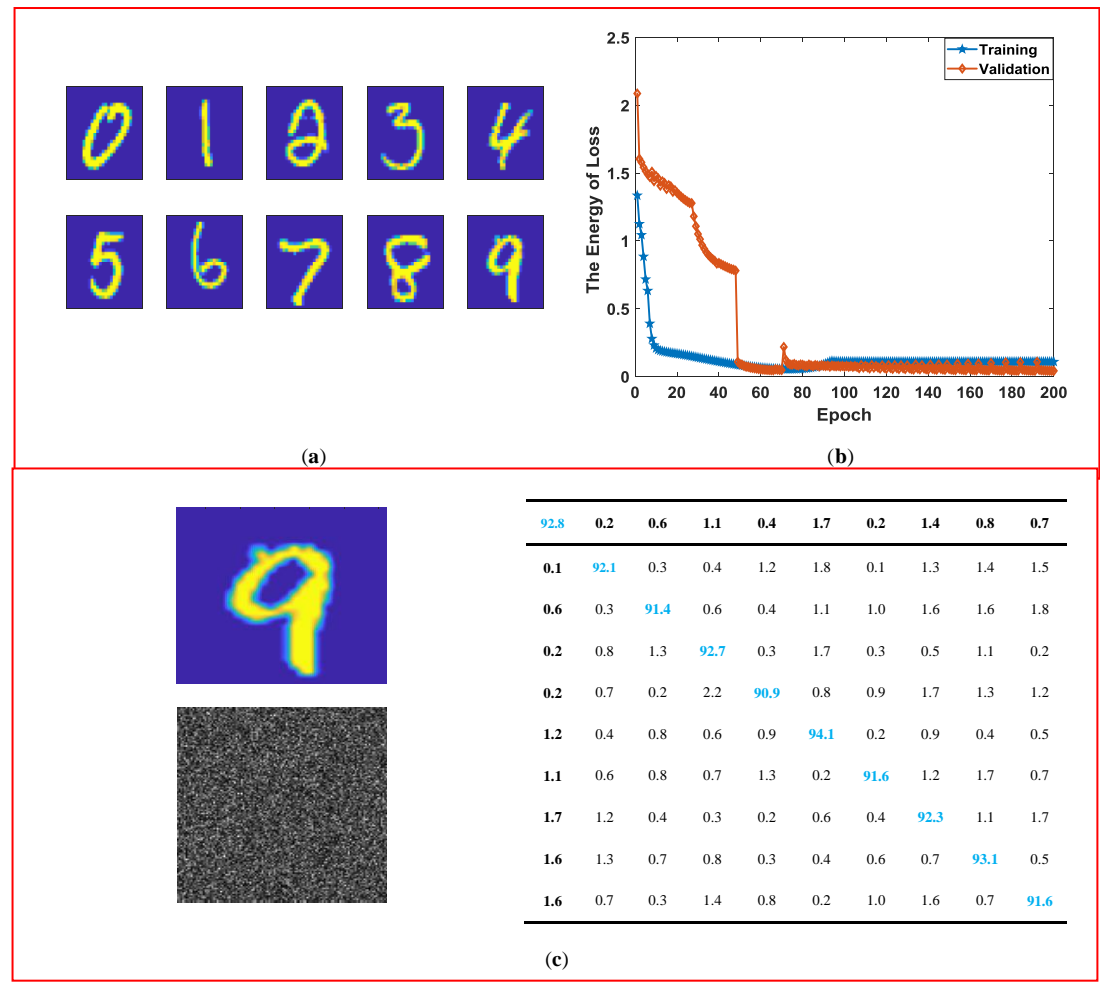 0 1 2 3 4
5 6 7 8 9
The Energy of Loss
2.5
2
1.5
1
0.5
0
Training
Validation
0 20 40 60 80 100 120 140 160 180 200
Epoch
(a)
(b)
9
92.8 0.2 0.6 1.1 0.4 1.7 0.2 1.4 0.8 0.7
0.1 92.1 0.3 0.4 1.2 1.8 0.1 1.3 1.4 1.5
0.6 0.3 91.4 0.6 0.4 1.1 1.0 1.6 1.6 1.8
0.2 0.8 1.3 92.7 0.3 1.7 0.3 0.5 1.1 0.2
0.2 0.7 0.2 2.2 90.9 0.8 0.9 1.7 1.3 1.2
1.2 0.4 0.8 0.6 0.9 94.1 0.2 0.9 0.4 0.5
1.1 0.6 0.8 0.7 1.3 0.2 91.6 1.2 1.7 0.7
1.7 1.2 0.4 0.3 0.2 0.6 0.4 92.3 1.1 1.7
1.6 1.3 0.7 0.8 0.3 0.4 0.6 0.7 93.1 0.5
1.6 0.7 0.3 1.4 0.8 0.2 1.0 1.6 0.7 91.6
(c)